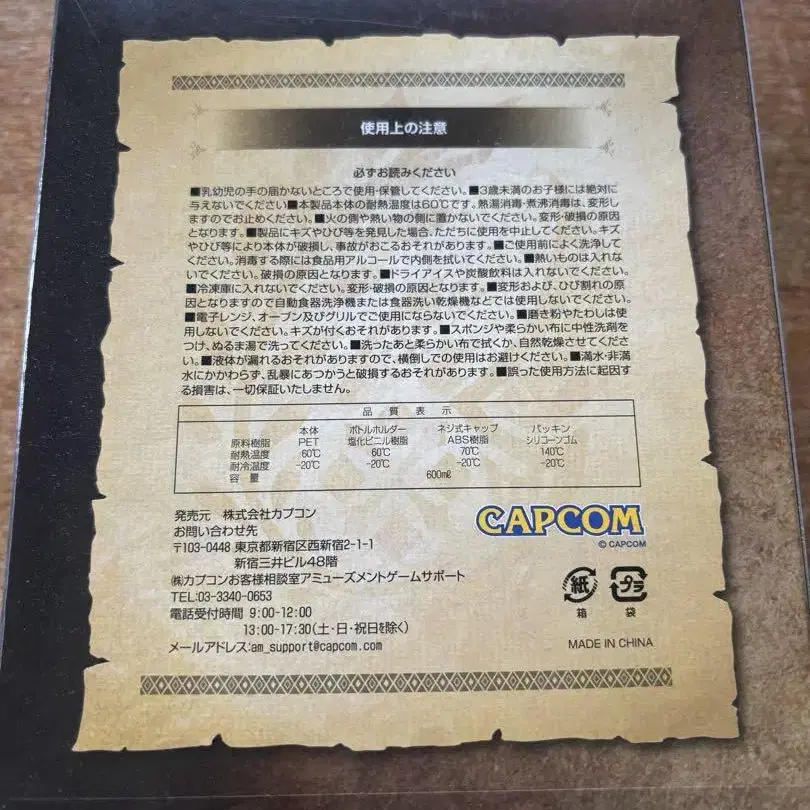 使用上の注意
必ずお読みください
■乳幼児の手の届かないところで使用・保管してください。■3歳未満のお子様には絶対に
与えないでください■本製品本体の耐熱温度は60℃です。熱湯消毒・煮沸消毒は、変形し
ますのでお止めください。■火の側や熱い物の側に置かないでください。変形・破損の原因
となります。■製品にキズやひび等を発見した場合、ただちに使用を中止してください。キズ
やひび等により本体が破損し、事故がおこるおそれがあります。■ご使用前によく洗浄して
ください。消毒する際には食品用アルコールで内側を拭いてください。■熱いものは入れな
いでください。破損の原因となります。■ドライアイスや炭酸飲料は入れないでください。
■冷凍庫に入れないでください。変形・破損の原因となります。■変形および、ひび割れの原
因となりますので自動食器洗浄機または食器洗い乾燥機などでは使用しないでください。
■電子レンジ、オーブン及びグリルでご使用にならないでください。■磨き粉やたわしは使
用しないでください。キズが付くおそれがあります。■スポンジや柔らかい布に中性洗剤を
つけ、ぬるま湯で洗ってください。■洗ったあと柔らかい布で拭くか、自然乾燥させてくださ
い。■液体が漏れるおそれがありますので、横倒しでの使用はお避けください。■満水・非満
水にかかわらず、乱暴にあつかうと破損するおそれがあります。■誤った使用方法に起因す
る損害は、一切保証いたしません。
品質表示
本体 ボトルホルダー ネジ式キャップ パッキン
原料樹脂 PET 塩化ビニル樹脂 ABS樹脂 シリコーンゴム
耐熱温度 60℃ 60℃ 70℃ 140℃
耐冷温度 -20℃ -20℃ -20℃ -20℃
容量 600㎖
発売元 株式会社カプコン
お問い合わせ先
〒103-0448 東京都新宿区西新宿2-1-1
新宿三井ビル48階
㈱カプコンお客様相談室アミューズメントゲームサポート
TEL:03-3340-0653
電話受付時間 9:00-12:00
13:00-17:30(土・日・祝日を除く)
メールアドレス:am_support@capcom.com
CAPCOM
© CAPCOM
紙 プラ
箱 袋
MADE IN CHINA